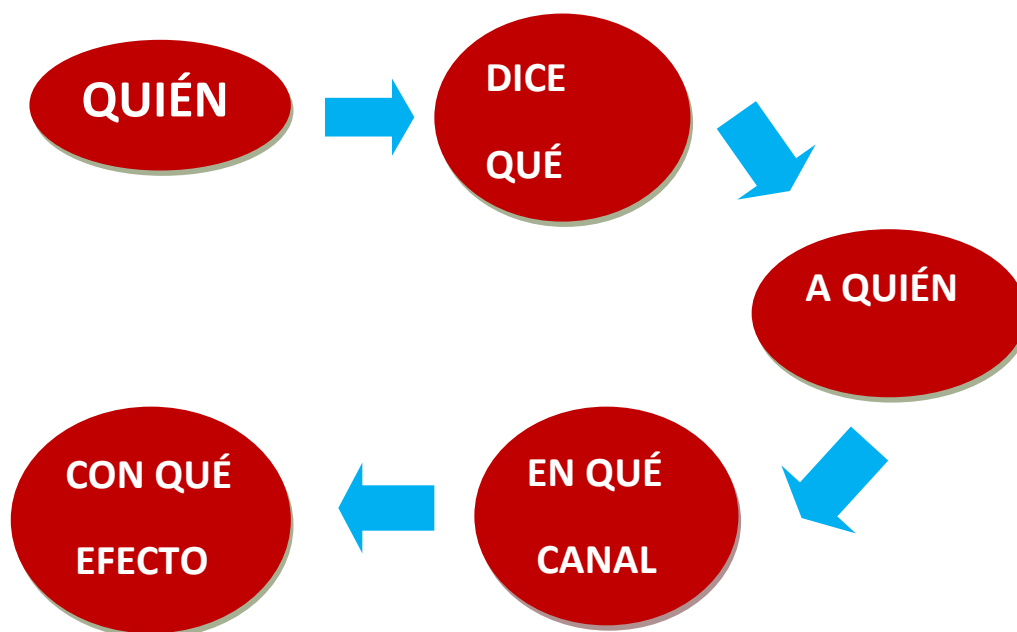 QUIÉN
DICE
QUÉ
A QUIÉN
EN QUÉ
CANAL
CON QUÉ
EFECTO